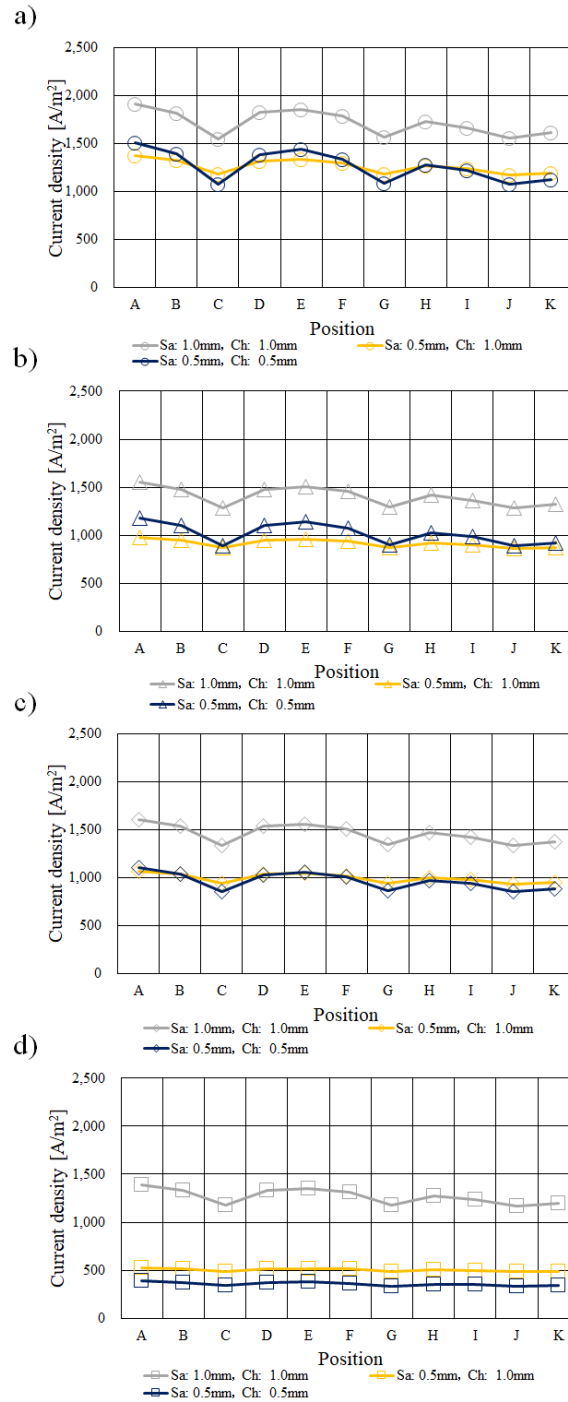 a)
2,500
2,000
1,500
1,000
500
0
Current density [A/m²]
A B C D E F G H I J K
Position
Sa: 1.0mm, Ch: 1.0mm Sa: 0.5mm, Ch: 1.0mm
Sa: 0.5mm, Ch: 0.5mm
b)
2,500
2,000
1,500
1,000
500
0
Current density [A/m²]
A B C D E F G H I J K
Position
Sa: 1.0mm, Ch: 1.0mm Sa: 0.5mm, Ch: 1.0mm
Sa: 0.5mm, Ch: 0.5mm
c)
2,500
2,000
1,500
1,000
500
0
Current density [A/m²]
A B C D E F G H I J K
Position
Sa: 1.0mm, Ch: 1.0mm Sa: 0.5mm, Ch: 1.0mm
Sa: 0.5mm, Ch: 0.5mm
d)
2,500
2,000
1,500
1,000
500
0
Current density [A/m²]
A B C D E F G H I J K
Position
Sa: 1.0mm, Ch: 1.0mm Sa: 0.5mm, Ch: 1.0mm
Sa: 0.5mm, Ch: 0.5mm